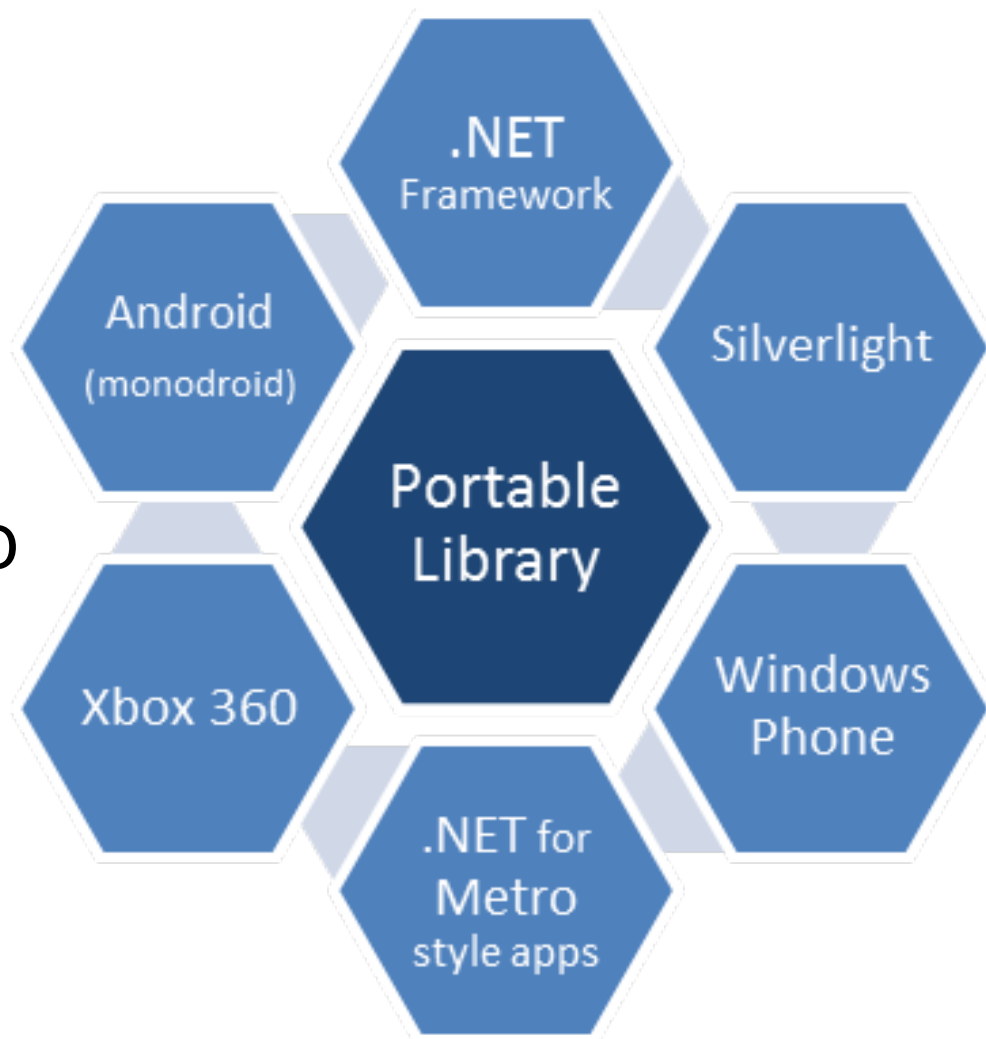 .NET
Framework
Silverlight
Windows
Phone
.NET for
Metro
style apps
Xbox 360
Android
(monodroid)
Portable
Library